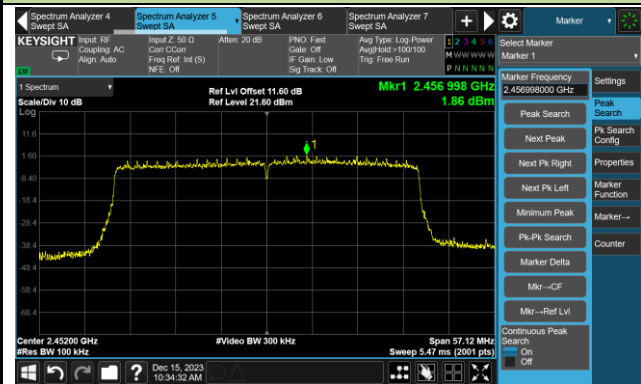 Spectrum Analyzer 4
Swept SA
Spectrum Analyzer 5
Swept SA
Spectrum Analyzer 6
Swept SA
Spectrum Analyzer 7
Swept SA
+
Marker
KEYSIGHT
Input: RF
Coupling: AC
Align: Auto
Input Z: 50 Ω
Corr CCorr
Freq Ref: Int (S)
NFE: Off
Atten: 20 dB
PNO: Fast
Gate: Off
IF Gain: Low
Sig Track: Off
Avg Type: Log-Power
Avg|Hold:>100/100
Trig: Free Run
1 2 3 4 5 6
M W W W W W
P N N N N N
LXI
Select Marker
Marker 1
1 Spectrum
Scale/Div 10 dB
Log
Ref Lvl Offset 11.60 dB
Ref Level 21.60 dBm
Mkr1 2.456 998 GHz
1.86 dBm
11.6
1.60
-8.40
-18.4
-28.4
-38.4
-48.4
-58.4
-68.4
1
Center 2.45200 GHz
#Res BW 100 kHz
#Video BW 300 kHz
Span 57.12 MHz
Sweep 5.47 ms (2001 pts)
Marker Frequency
2.456998000 GHz
Peak Search
Next Peak
Next Pk Right
Next Pk Left
Minimum Peak
Pk-Pk Search
Marker Delta
Mkr→CF
Mkr→Ref Lvl
Continuous Peak
Search
On
Off
Settings
Peak
Search
Pk Search
Config
Properties
Marker
Function
Marker→
Counter
?
Dec 15, 2023
10:34:32 AM